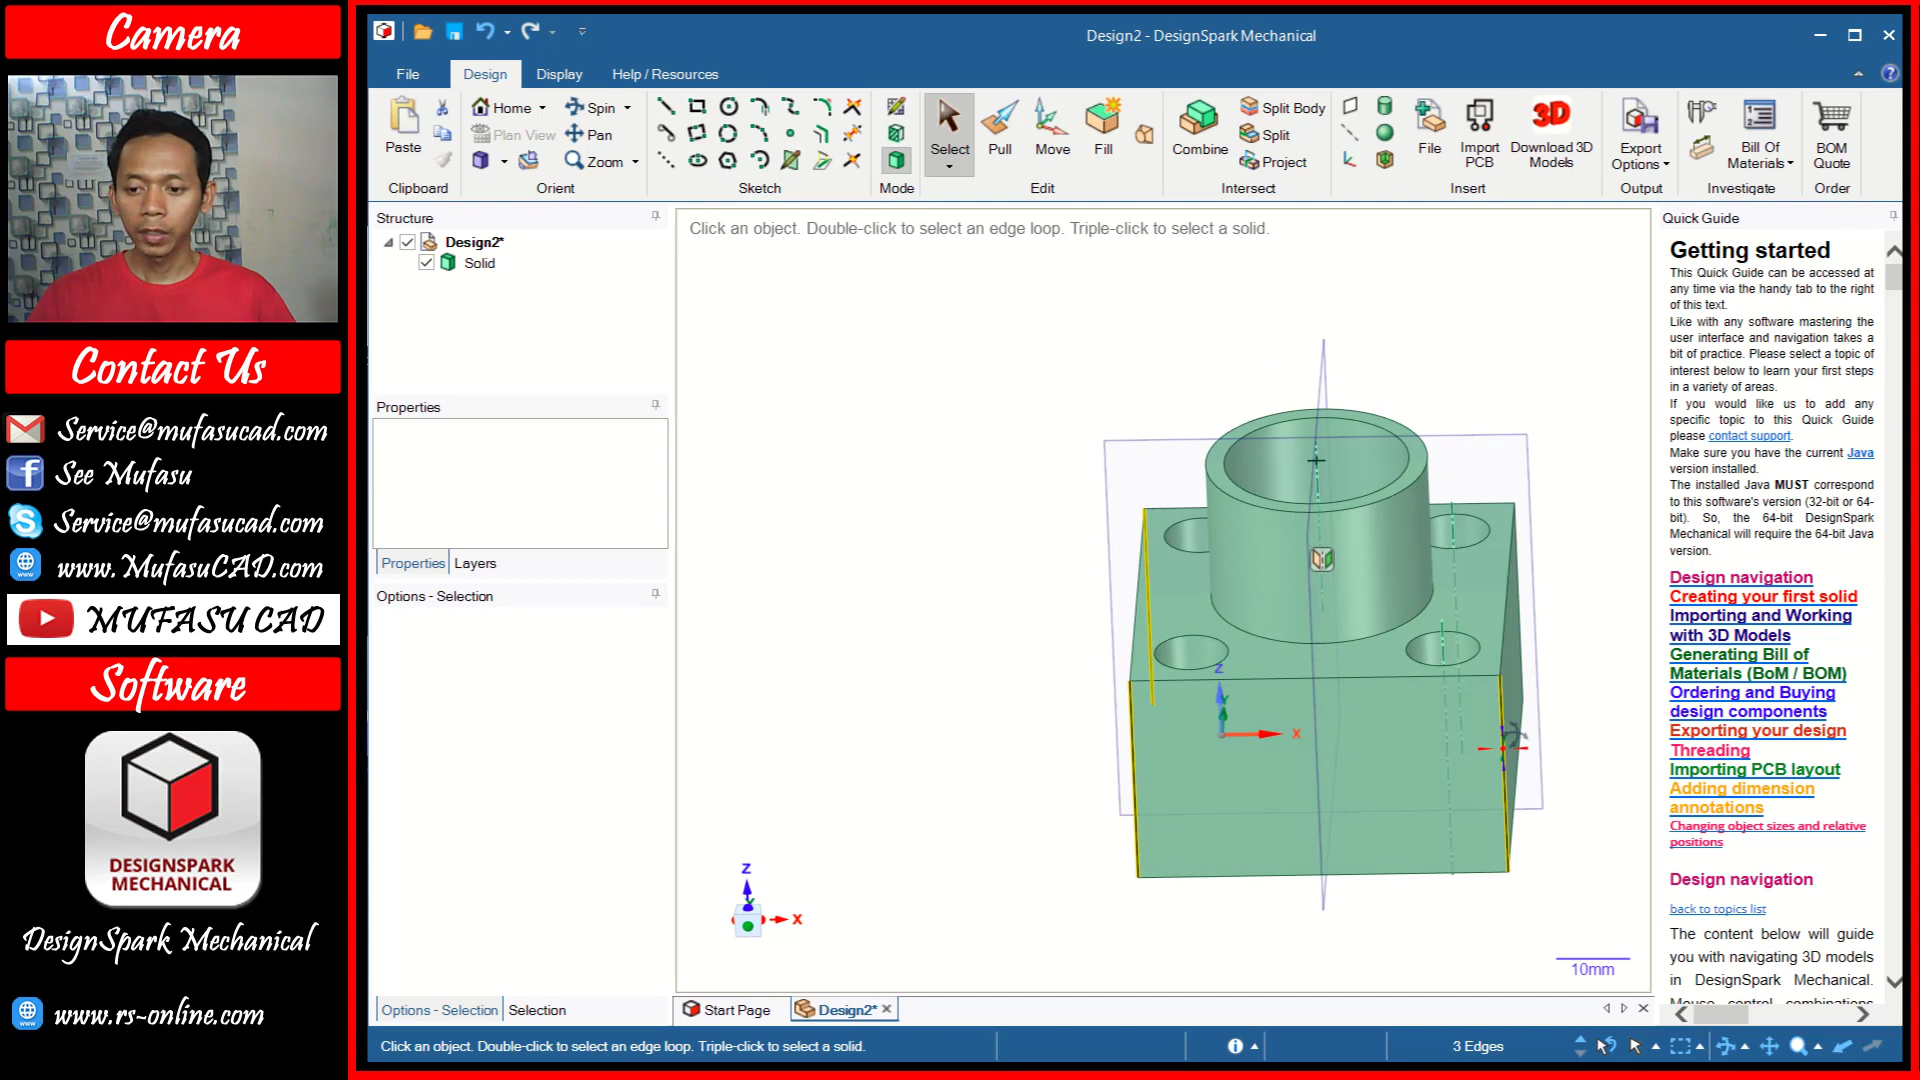 Camera
Contact Us
Service@mufasucad.com
See Mufasu
Service@mufasucad.com
www.MufasuCAD.com
MUFASU CAD
Software
DESIGNSPARK
MECHANICAL
DesignSpark Mechanical
www.rs-online.com
Design2 - DesignSpark Mechanical
File
Design
Display
Help / Resources
Paste
Clipboard
Home
Plan View
Spin
Pan
Zoom
Orient
Sketch
Mode
Select
Pull
Move
Fill
Edit
Combine
Split Body
Split
Project
Intersect
File
Import
PCB
3D
Download 3D
Models
Insert
Export
Options
Output
Bill Of
Materials
Investigate
BOM
Quote
Order
Structure
Design2*
Solid
Properties
Properties
Layers
Options - Selection
Options - Selection
Selection
Click an object. Double-click to select an edge loop. Triple-click to select a solid.
Z
Y
X
Z
Y
X
10mm
Start Page
Design2*
Quick Guide
Getting started
This Quick Guide can be accessed at
any time via the handy tab to the right
of this text.
Like with any software mastering the
user interface and navigation takes a
bit of practice. Please select a topic of
interest below to learn your first steps
in a variety of areas.
If you would like us to add any
specific topic to this Quick Guide
please contact support.
Make sure you have the current Java
version installed.
The installed Java MUST correspond
to this software's version (32-bit or 64-
bit). So, the 64-bit DesignSpark
Mechanical will require the 64-bit Java
version.
Design navigation
Creating your first solid
Importing and Working
with 3D Models
Generating Bill of
Materials (BoM / BOM)
Ordering and Buying
design components
Exporting your design
Threading
Importing PCB layout
Adding dimension
annotations
Changing object sizes and relative
positions
Design navigation
back to topics list
The content below will guide
you with navigating 3D models
in DesignSpark Mechanical.
Mouse control combinations
Click an object. Double-click to select an edge loop. Triple-click to select a solid.
3 Edges